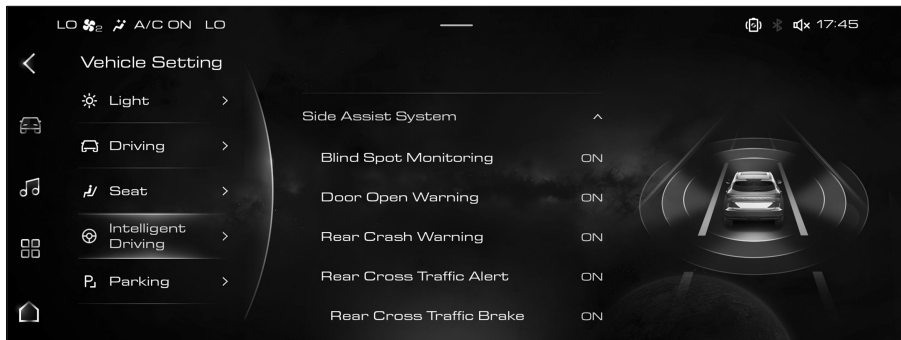 LO 2 A/C ON LO
17:45
Vehicle Setting
Light
Driving
Seat
Intelligent
Driving
Parking
Side Assist System
Blind Spot Monitoring ON
Door Open Warning ON
Rear Crash Warning ON
Rear Cross Traffic Alert ON
Rear Cross Traffic Brake ON